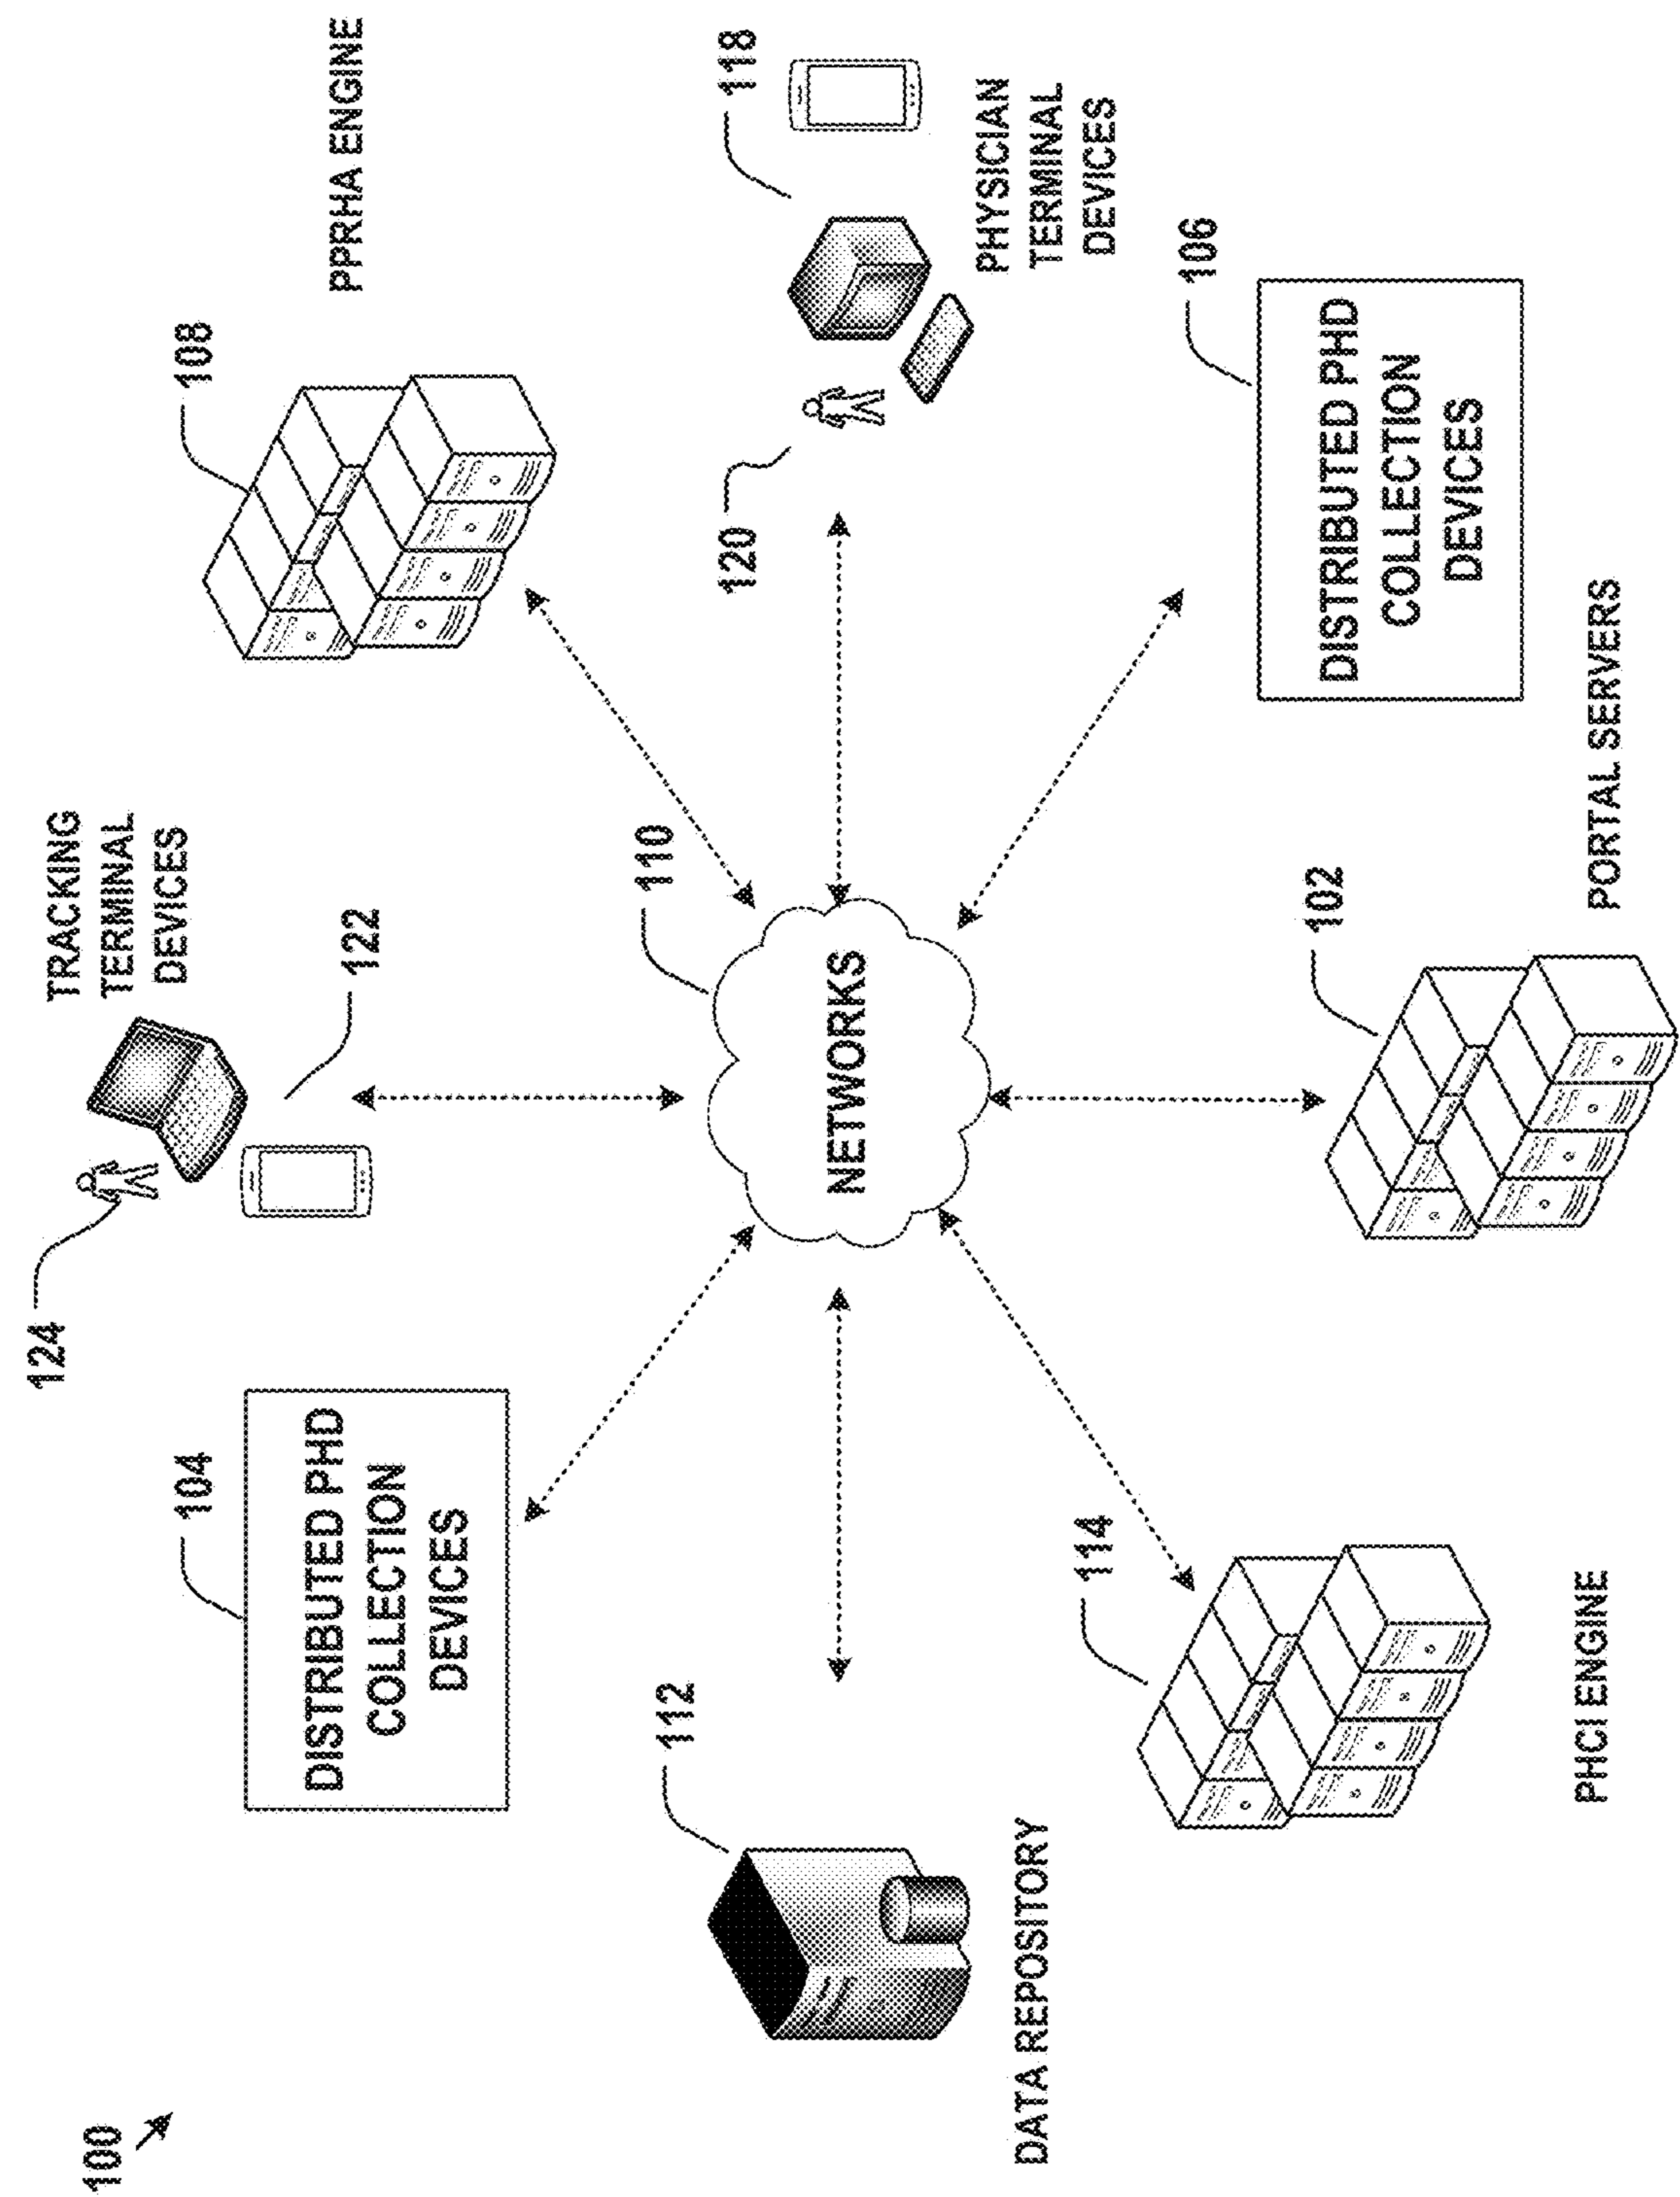 100
124
TRACKING
TERMINAL
DEVICES
104
108
122
PPRHA ENGINE
DISTRIBUTED PHD
COLLECTION
DEVICES
112
110
120
118
NETWORKS
PHYSICIAN
TERMINAL
DEVICES
DATA REPOSITORY
114
106
102
DISTRIBUTED PHD
COLLECTION
DEVICES
PHCI ENGINE
PORTAL SERVERS